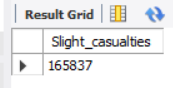 Result Grid
Slight_casualties
165837